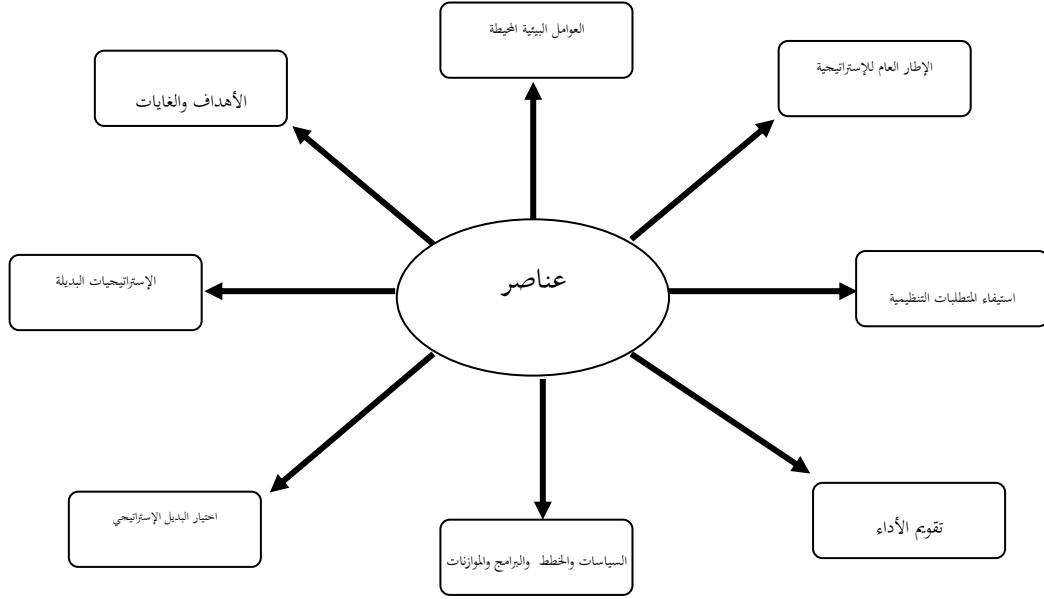 العوامل البيئية المحيطة
الإطار العام للإستراتيجية
الأهداف والغايات
عناصر
استيفاء المتطلبات التنظيمية
الإستراتيجيات البديلة
تقويم الأداء
اختيار البديل الإستراتيجي
السياسات والخطط والبرامج والموازنات